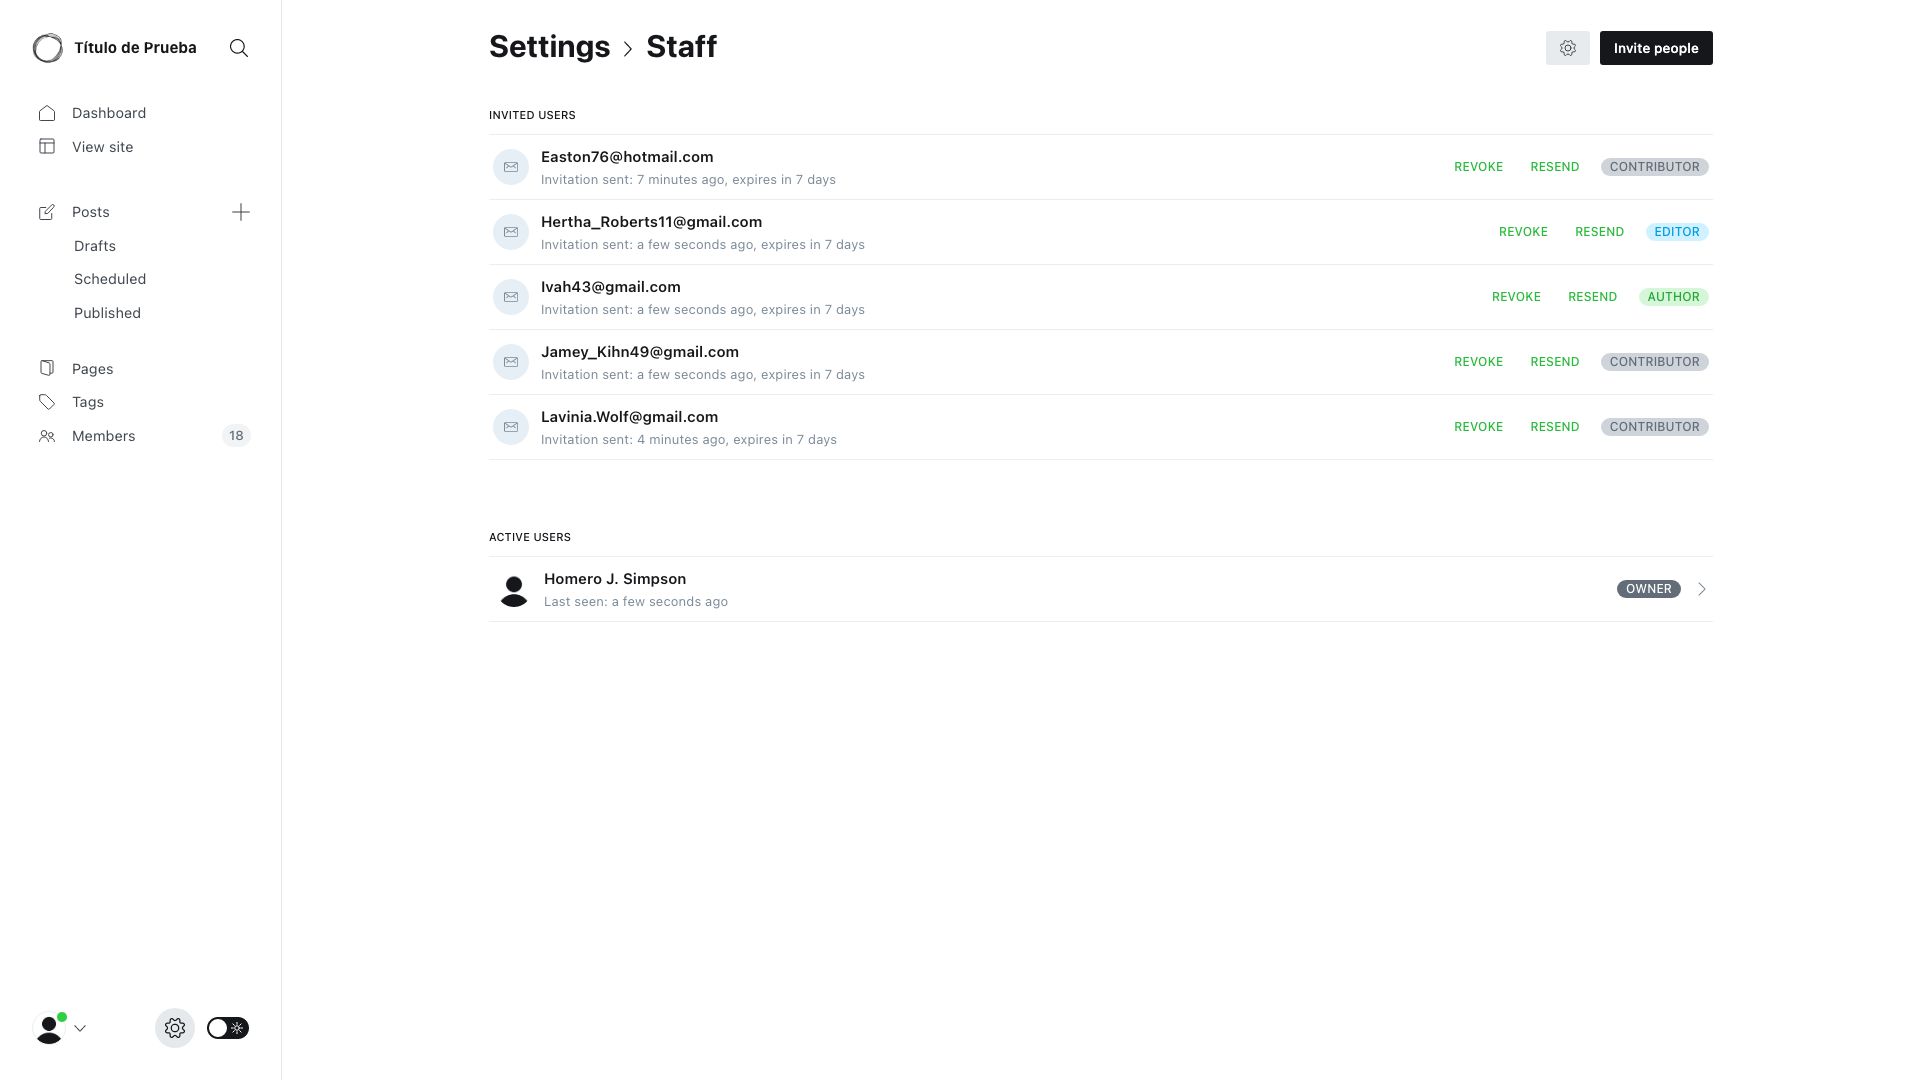 Título de Prueba
Dashboard
View site
Posts
Drafts
Scheduled
Published
Pages
Tags
Members 18
Settings Staff
Invite people
INVITED USERS
Easton76@hotmail.com
Invitation sent: 7 minutes ago, expires in 7 days
REVOKE RESEND CONTRIBUTOR
Hertha_Roberts11@gmail.com
Invitation sent: a few seconds ago, expires in 7 days
REVOKE RESEND EDITOR
Ivah43@gmail.com
Invitation sent: a few seconds ago, expires in 7 days
REVOKE RESEND AUTHOR
Jamey_Kihn49@gmail.com
Invitation sent: a few seconds ago, expires in 7 days
REVOKE RESEND CONTRIBUTOR
Lavinia.Wolf@gmail.com
Invitation sent: 4 minutes ago, expires in 7 days
REVOKE RESEND CONTRIBUTOR
ACTIVE USERS
Homero J. Simpson
Last seen: a few seconds ago
OWNER